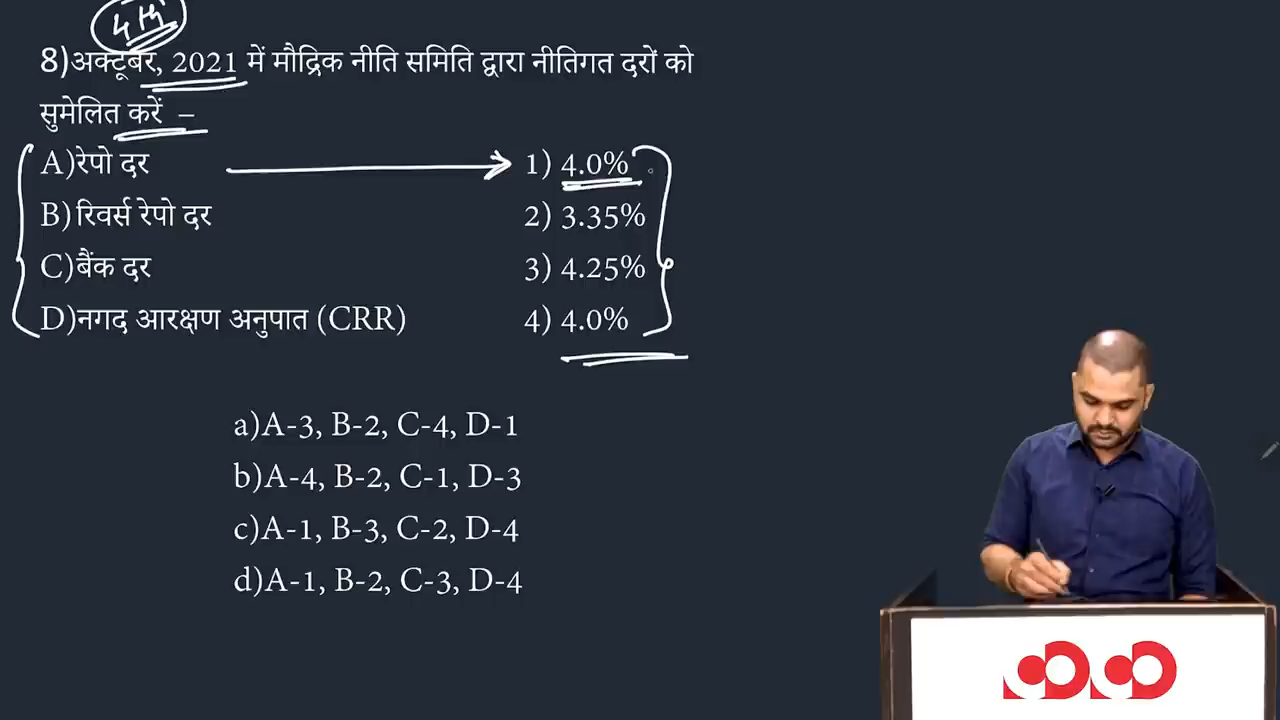 4th
8)अक्टूबर, 2021 में मौद्रिक नीति समिति द्वारा नीतिगत दरों को
सुमेलित करें –
A)रेपो दर 1) 4.0%
B)रिवर्स रेपो दर 2) 3.35%
C)बैंक दर 3) 4.25%
D)नगद आरक्षण अनुपात (CRR) 4) 4.0%
a)A-3, B-2, C-4, D-1
b)A-4, B-2, C-1, D-3
c)A-1, B-3, C-2, D-4
d)A-1, B-2, C-3, D-4